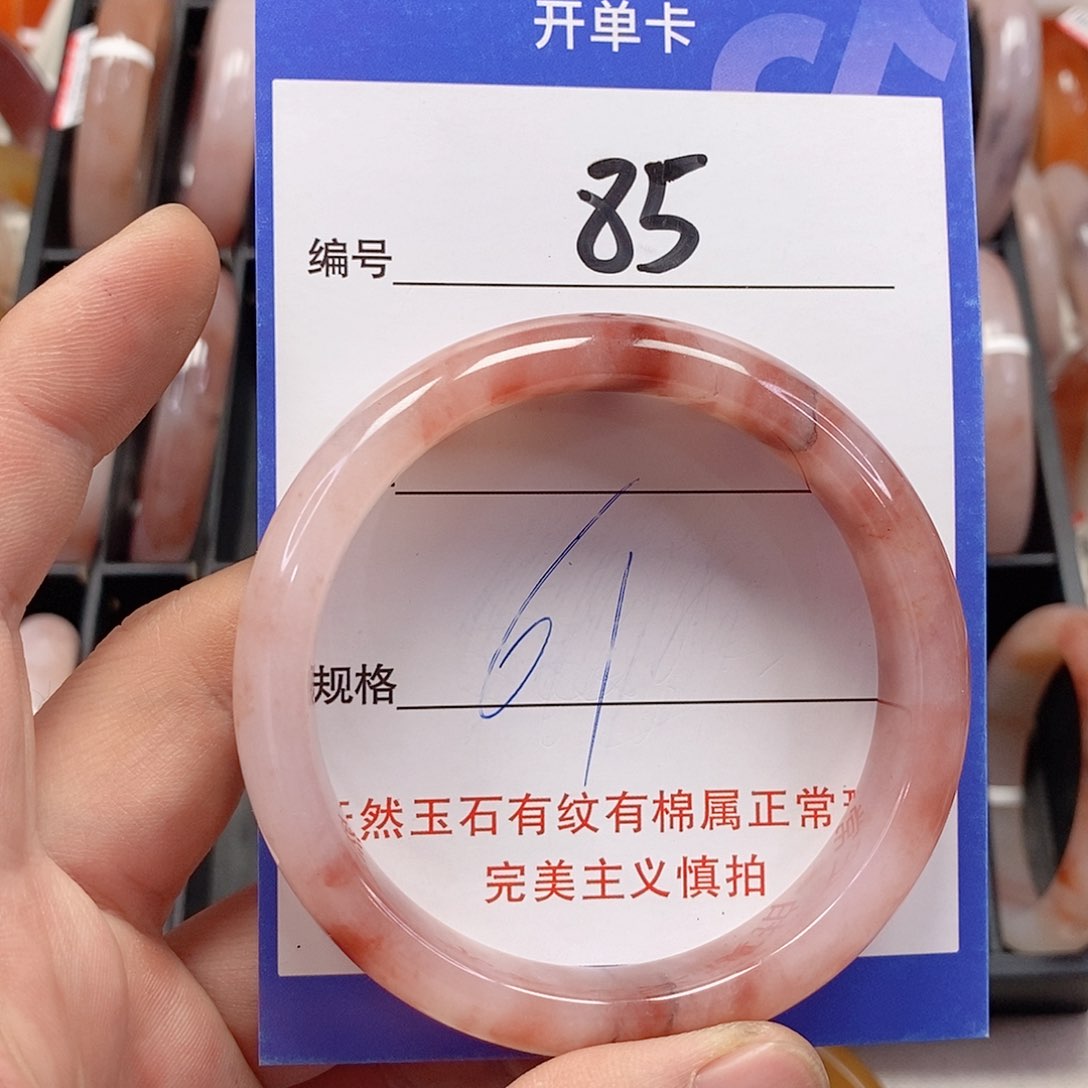 开单卡
编号 85
规格 61
然玉石有纹有棉属正常
完美主义慎拍